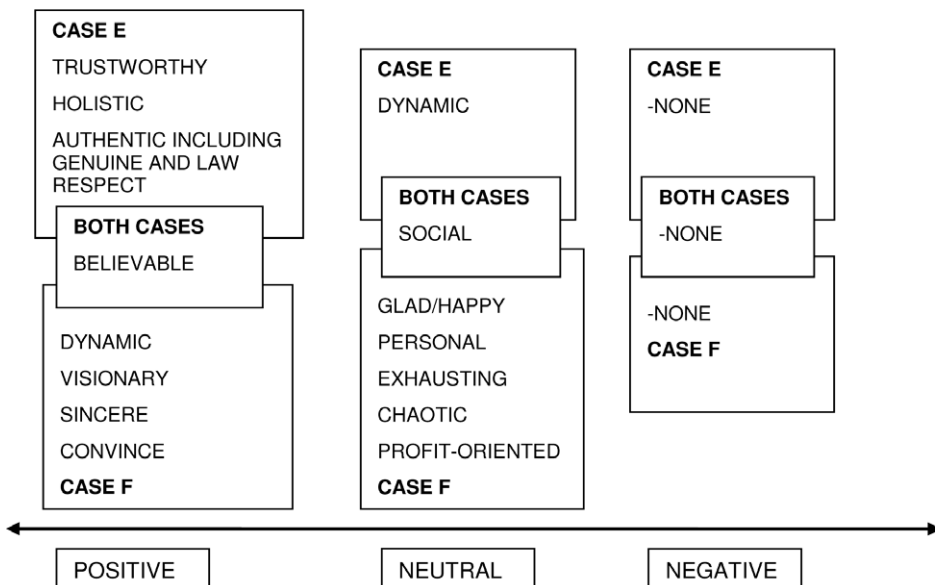 CASE E
TRUSTWORTHY
HOLISTIC
AUTHENTIC INCLUDING
GENUINE AND LAW
RESPECT
BOTH CASES
BELIEVABLE
DYNAMIC
VISIONARY
SINCERE
CONVINCE
CASE F
CASE E
DYNAMIC
BOTH CASES
SOCIAL
GLAD/HAPPY
PERSONAL
EXHAUSTING
CHAOTIC
PROFIT-ORIENTED
CASE F
CASE E
-NONE
BOTH CASES
-NONE
-NONE
CASE F
POSITIVE
NEUTRAL
NEGATIVE